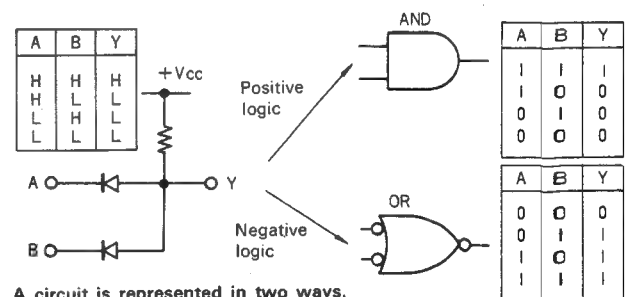 A B Y
H H H
H L L
L H L
L L L
+Vcc
A
B
Y
Positive
logic
Negative
logic
AND
A B Y
1 1 1
1 0 0
0 1 0
0 0 0
OR
A B Y
0 0 0
0 1 1
1 0 1
1 1 1
A circuit is represented in two ways.